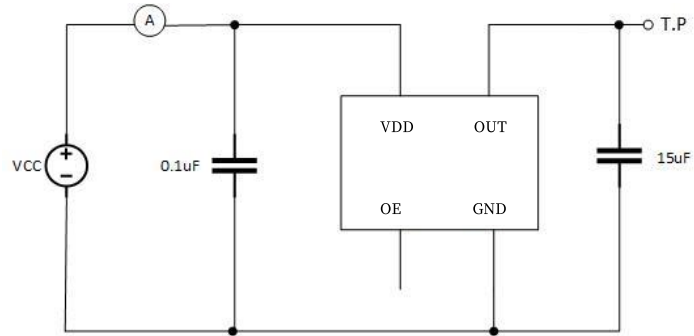 A
T.P
VDD OUT
VCC
+
−
0.1uF
15uF
OE GND